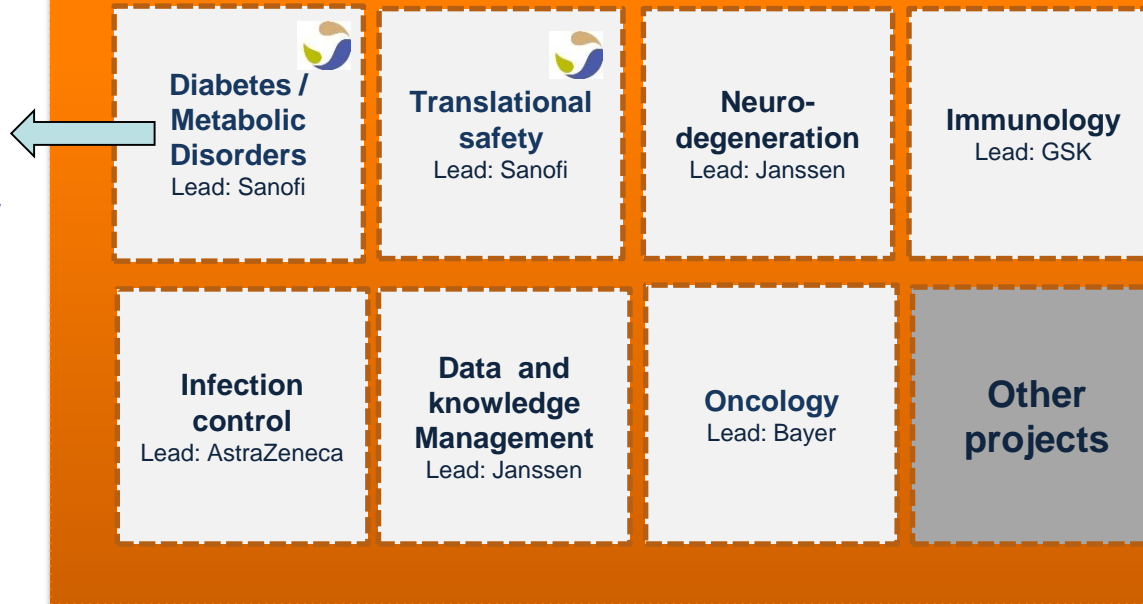 Diabetes /
Metabolic
Disorders
Lead: Sanofi
Translational
safety
Lead: Sanofi
Neuro-
degeneration
Lead: Janssen
Immunology
Lead: GSK
Infection
control
Lead: AstraZeneca
Data and
knowledge
Management
Lead: Janssen
Oncology
Lead: Bayer
Other
projects